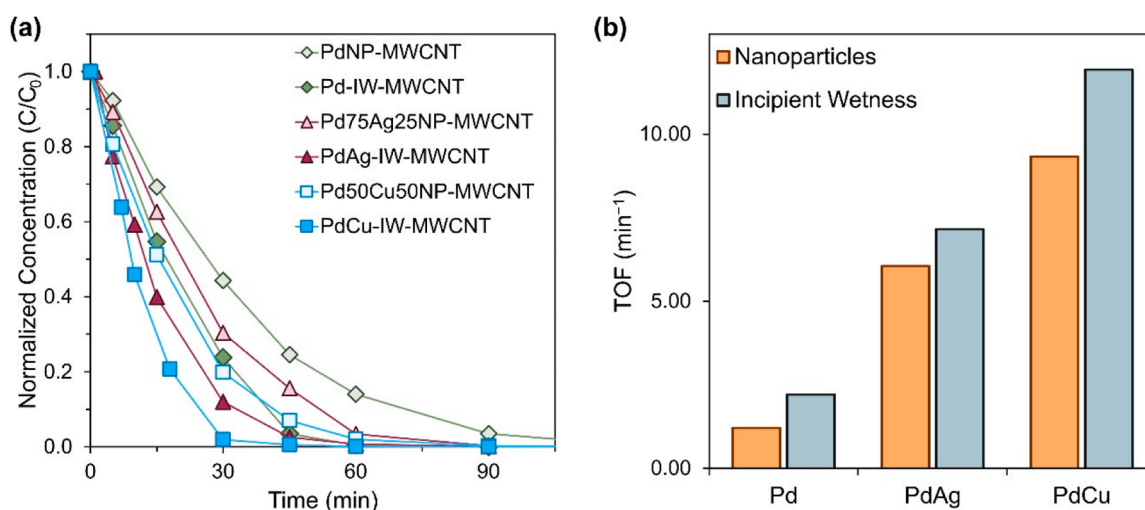 (a)
PdNP-MWCNT
Pd-IW-MWCNT
Pd75Ag25NP-MWCNT
PdAg-IW-MWCNT
Pd50Cu50NP-MWCNT
PdCu-IW-MWCNT
Normalized Concentration (C/C₀)
1.0
0.8
0.6
0.4
0.2
0.0
0
30
60
90
Time (min)
(b)
Nanoparticles
Incipient Wetness
TOF (min⁻¹)
10.00
5.00
0.00
Pd
PdAg
PdCu